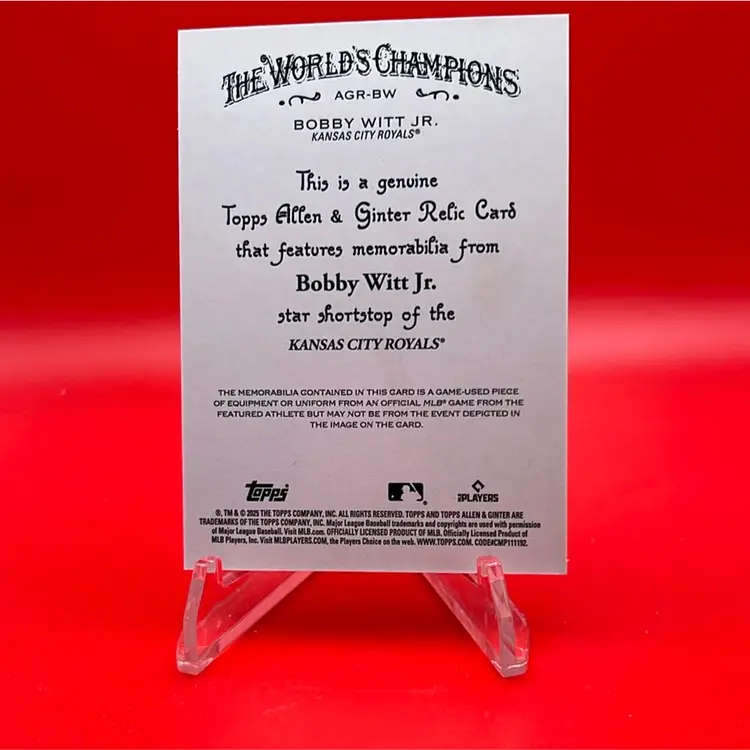 THE WORLD'S CHAMPIONS
AGR-BW
BOBBY WITT JR.
KANSAS CITY ROYALS®
This is a genuine
Topps Allen & Ginter Relic Card
that features memorabilia from
Bobby Witt Jr.
star shortstop of the
KANSAS CITY ROYALS®
THE MEMORABILIA CONTAINED IN THIS CARD IS A GAME-USED PIECE
OF EQUIPMENT OR UNIFORM FROM AN OFFICIAL MLB® GAME FROM THE
FEATURED ATHLETE BUT MAY NOT BE FROM THE EVENT DEPICTED IN
THE IMAGE ON THE CARD.
topps
PLAYERS
®, TM & © 2025 THE TOPPS COMPANY, INC. ALL RIGHTS RESERVED. TOPPS AND TOPPS ALLEN & GINTER ARE
TRADEMARKS OF THE TOPPS COMPANY, INC. Major League Baseball trademarks and copyrights are used with permission
of Major League Baseball. Visit MLB.com. OFFICIALLY LICENSED PRODUCT OF MLB. Officially Licensed Product of
MLB Players, Inc. Visit MLBPLAYERS.COM, the Players Choice on the web. WWW.TOPPS.COM. CODE#CMP111192.